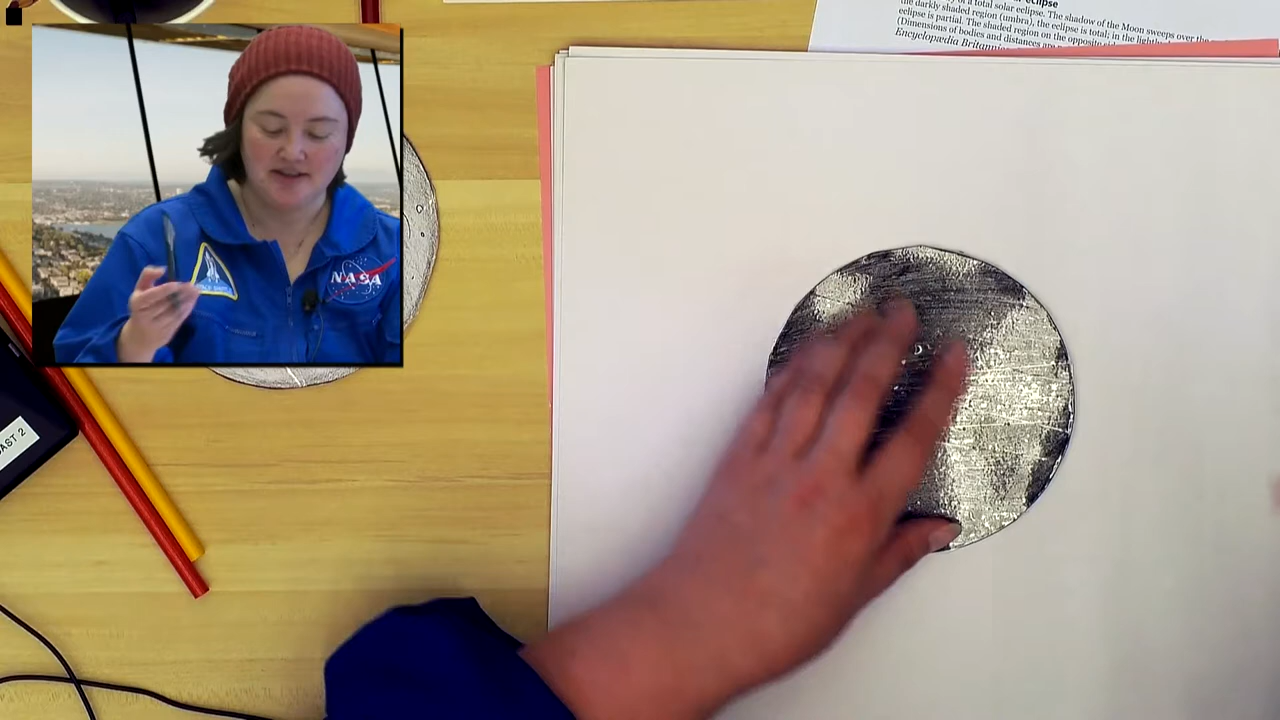 eclipse
of a total solar eclipse. The shadow of the Moon sweeps over the
the darkly shaded region (umbra), the eclipse is total; in the
eclipse is partial. The shaded region on the opposite
(Dimensions of bodies and distances are
Encyclopædia
NASA
AST 2